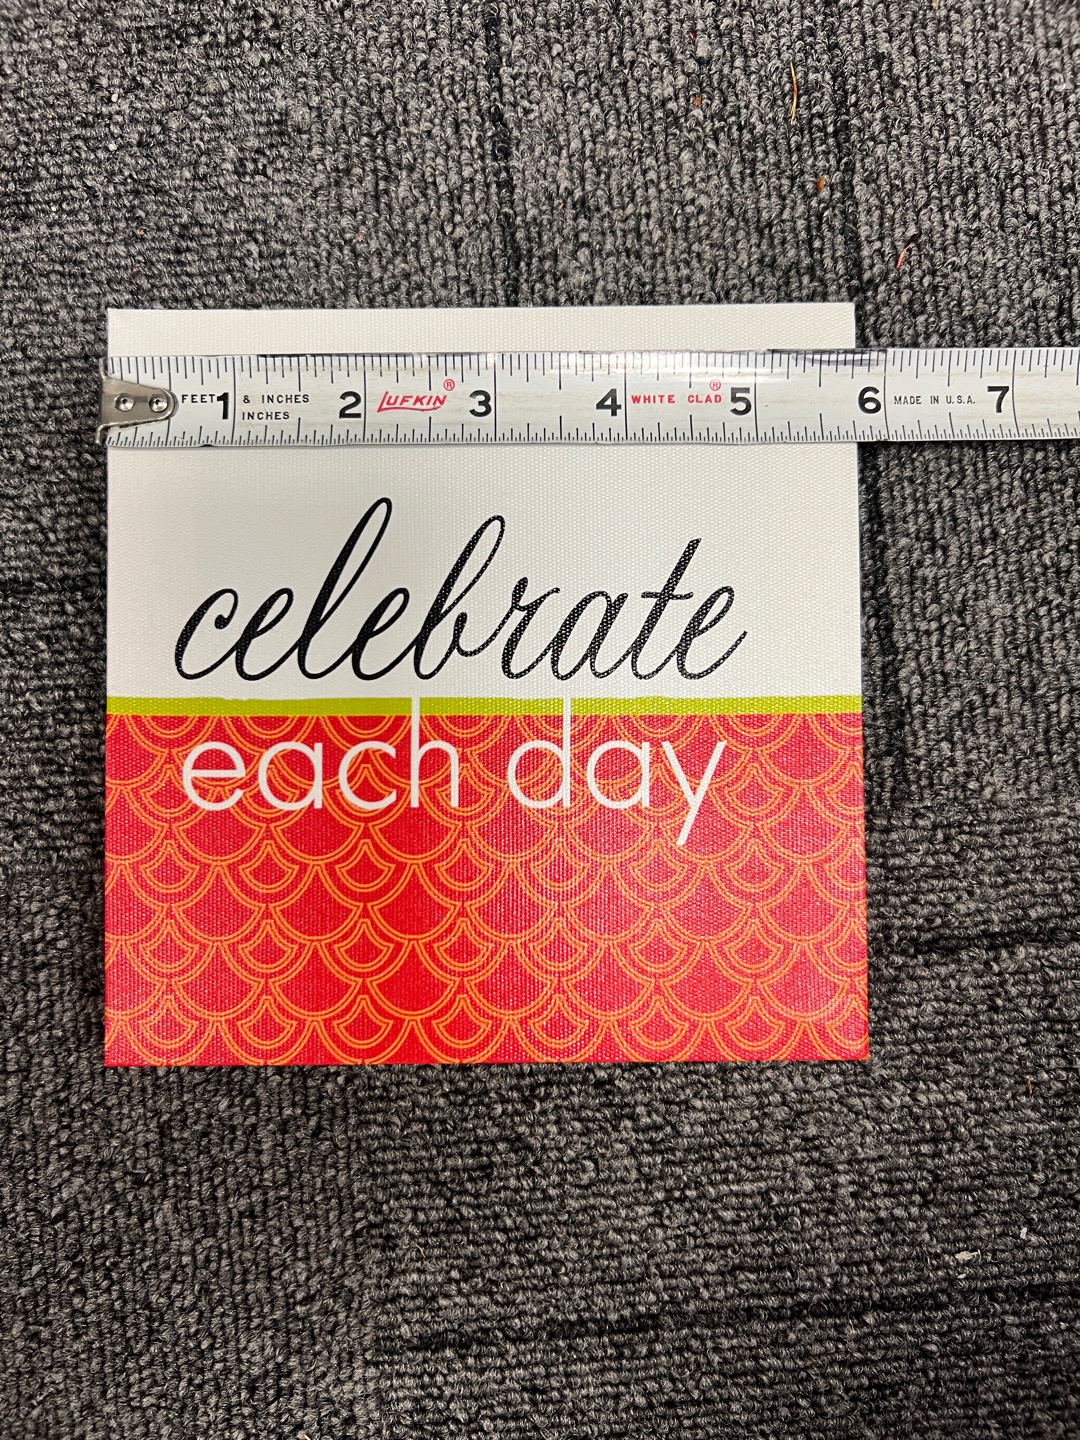 FEET & INCHES
INCHES
1 2 LUFKIN® 3 4 WHITE CLAD® 5 6 MADE IN U.S.A. 7
celebrate
each day